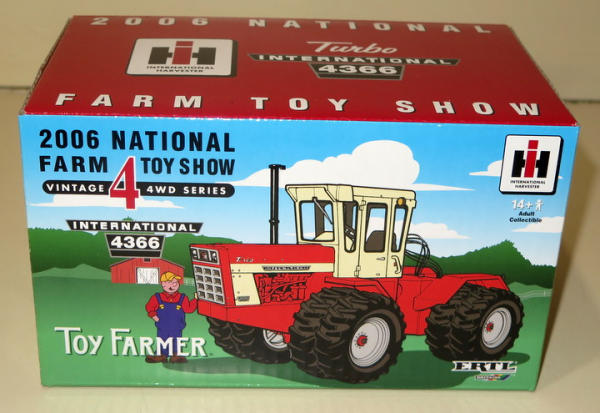 2006 NATIONAL
IH
INTERNATIONAL
HARVESTER
Turbo
INTERNATIONAL
4366
FARM TOY SHOW
2006 NATIONAL
FARM 4 TOY SHOW
VINTAGE 4WD SERIES
INTERNATIONAL
4366
IH
INTERNATIONAL
HARVESTER
14+
Adult
Collectible
TOY FARMER
ERTL